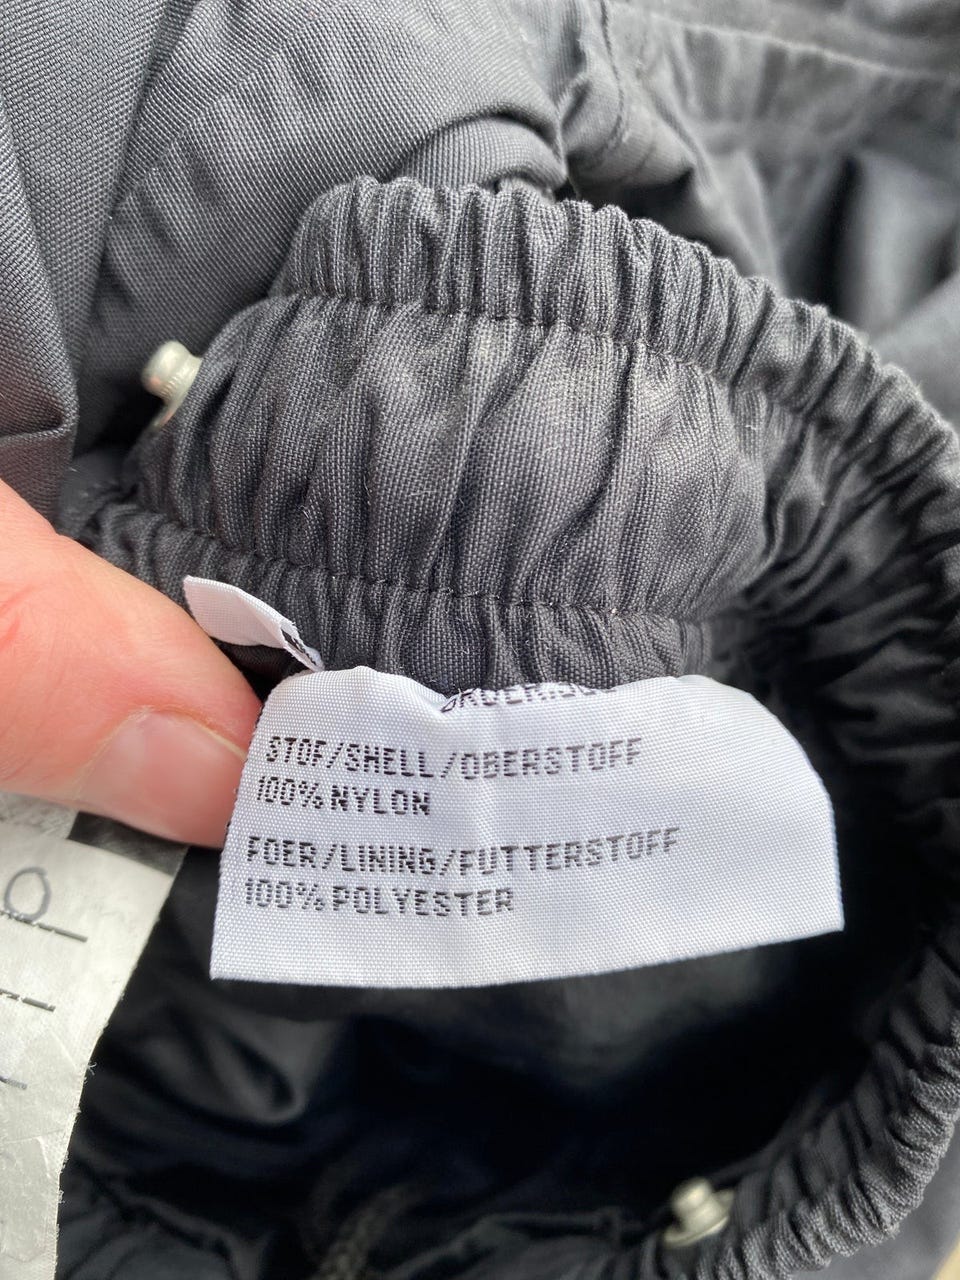 STOF/SHELL/OBERSTOFF
100% NYLON
FOER/LINING/FUTTERSTOFF
100% POLYESTER